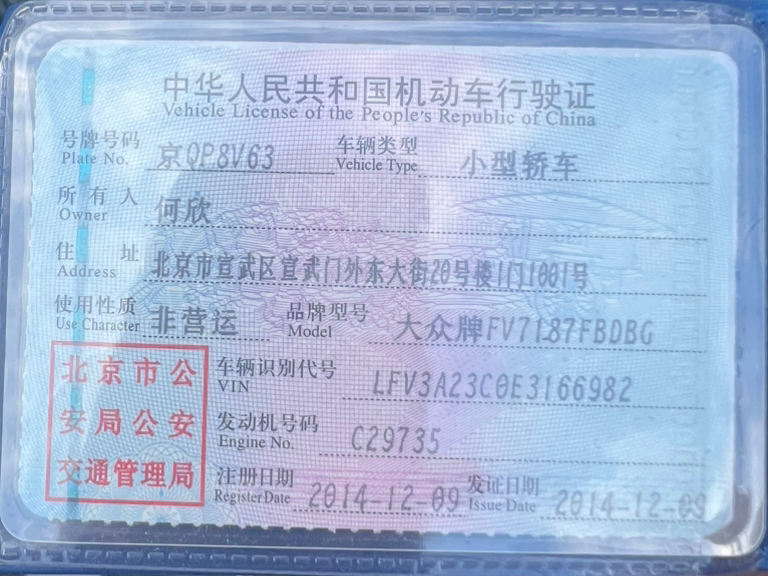 中华人民共和国机动车行驶证
Vehicle License of the People's Republic of China
号牌号码 京QP8V63 车辆类型 小型轿车
Plate No. Vehicle Type
所有人 何欣
Owner
住址 北京市宣武区宣武门外东大街20号楼1门1001号
Address
使用性质 非营运 品牌型号 大众牌FV7187FBDBG
Use Character Model
北京市公
安局公安
交通管理局
车辆识别代号 LFV3A23C0E3166982
VIN
发动机号码 C29735
Engine No.
注册日期 2014-12-09 发证日期 2014-12-09
Register Date Issue Date